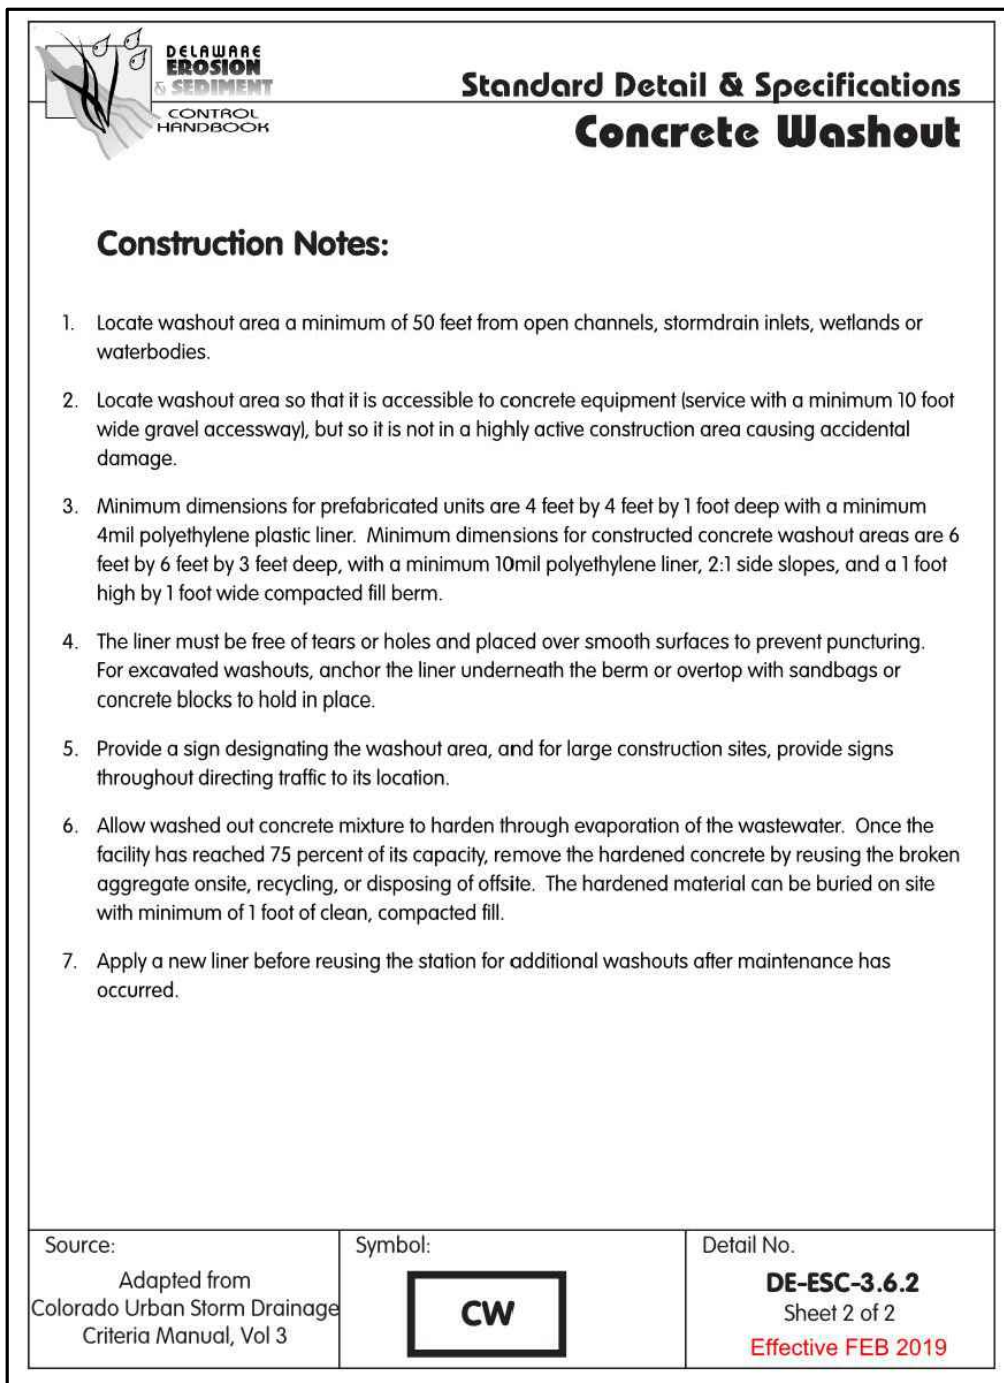 DELAWARE
EROSION
& SEDIMENT
CONTROL
HANDBOOK
Standard Detail & Specifications
Concrete Washout
Construction Notes:
1. Locate washout area a minimum of 50 feet from open channels, stormdrain inlets, wetlands or
waterbodies.
2. Locate washout area so that it is accessible to concrete equipment (service with a minimum 10 foot
wide gravel accessway), but so it is not in a highly active construction area causing accidental
damage.
3. Minimum dimensions for prefabricated units are 4 feet by 4 feet by 1 foot deep with a minimum
4mil polyethylene plastic liner. Minimum dimensions for constructed concrete washout areas are 6
feet by 6 feet by 3 feet deep, with a minimum 10mil polyethylene liner, 2:1 side slopes, and a 1 foot
high by 1 foot wide compacted fill berm.
4. The liner must be free of tears or holes and placed over smooth surfaces to prevent puncturing.
For excavated washouts, anchor the liner underneath the berm or overtop with sandbags or
concrete blocks to hold in place.
5. Provide a sign designating the washout area, and for large construction sites, provide signs
throughout directing traffic to its location.
6. Allow washed out concrete mixture to harden through evaporation of the wastewater. Once the
facility has reached 75 percent of its capacity, remove the hardened concrete by reusing the broken
aggregate onsite, recycling, or disposing of offsite. The hardened material can be buried on site
with minimum of 1 foot of clean, compacted fill.
7. Apply a new liner before reusing the station for additional washouts after maintenance has
occurred.
Source:
Adapted from
Colorado Urban Storm Drainage
Criteria Manual, Vol 3
Symbol:
CW
Detail No.
DE-ESC-3.6.2
Sheet 2 of 2
Effective FEB 2019